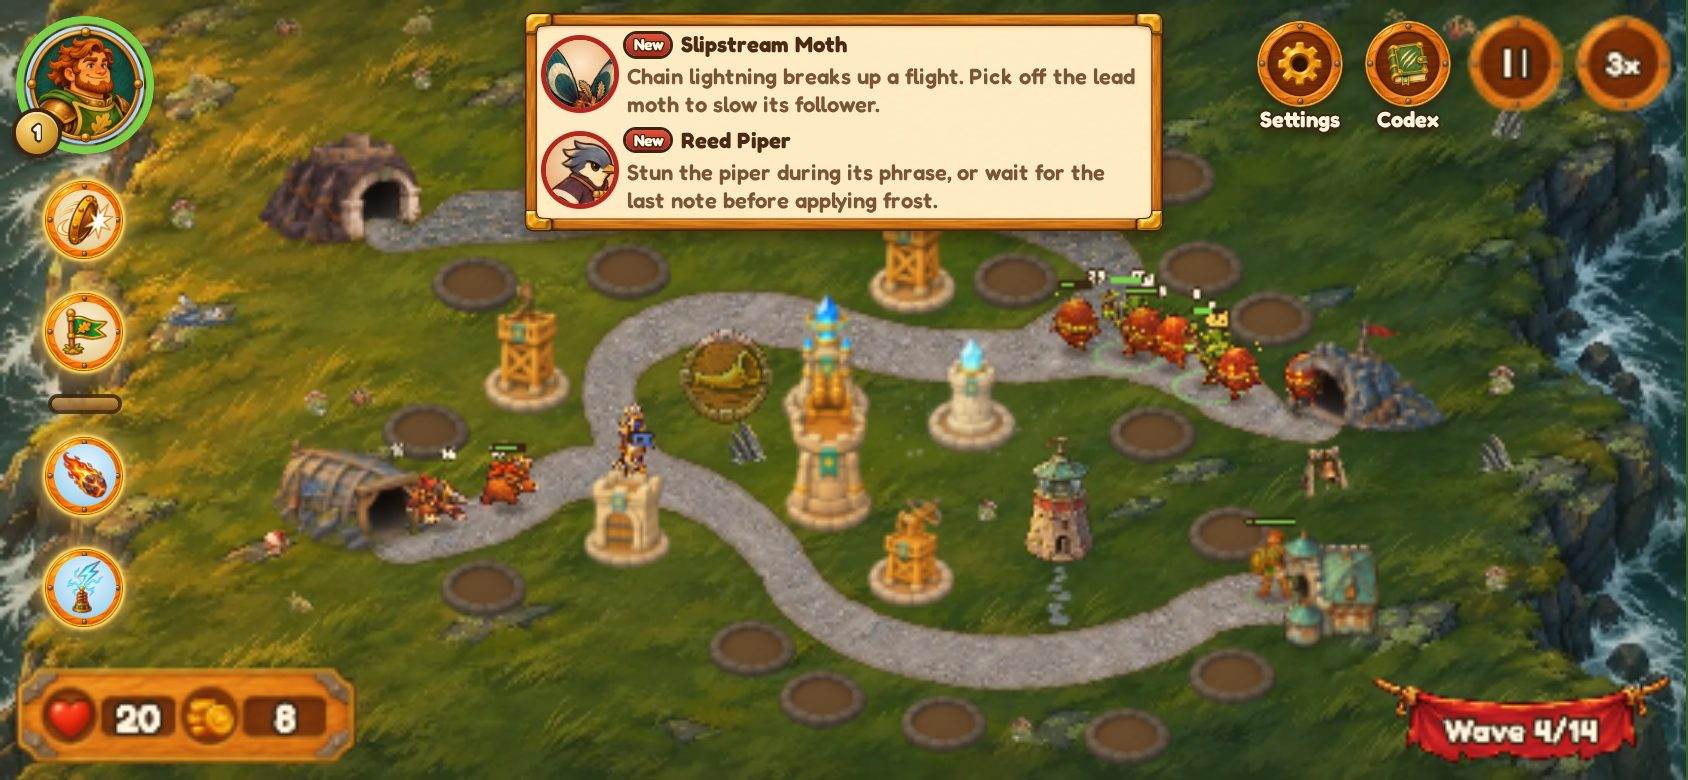 New Slipstream Moth
Chain lightning breaks up a flight. Pick off the lead
moth to slow its follower.
New Reed Piper
Stun the piper during its phrase, or wait for the
last note before applying frost.
3x
Settings
Codex
1
20
8
Wave 4/14